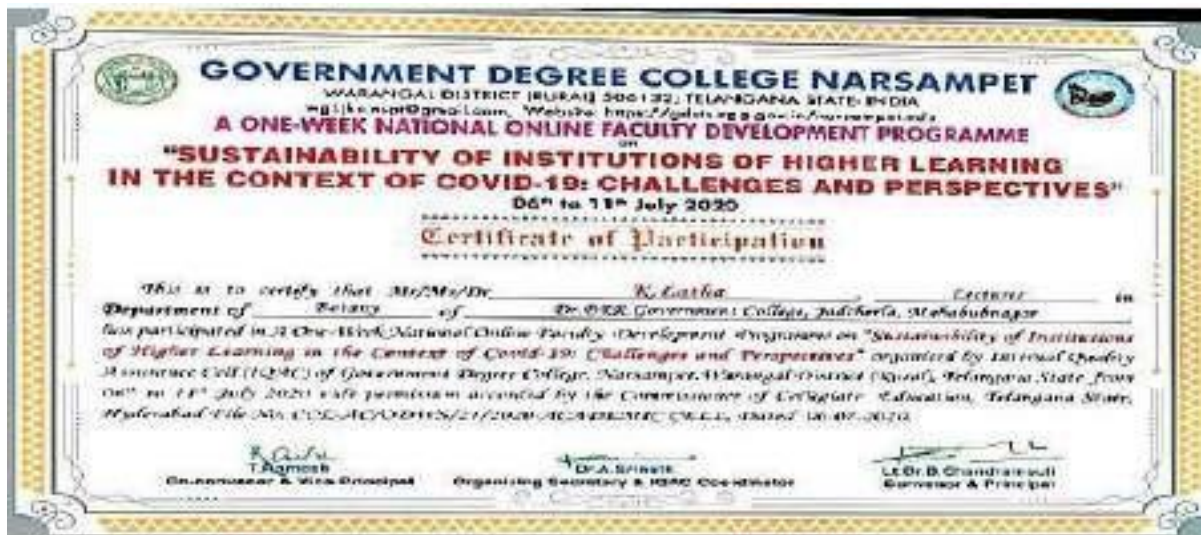 GOVERNMENT DEGREE COLLEGE NARSAMPET
WARANGAL DISTRICT (RURAL) 506132, TELANGANA STATE-INDIA
Website:
A ONE-WEEK NATIONAL ONLINE FACULTY DEVELOPMENT PROGRAMME
on
"SUSTAINABILITY OF INSTITUTIONS OF HIGHER LEARNING
IN THE CONTEXT OF COVID-19: CHALLENGES AND PERSPECTIVES"
06th to 11th July 2020
Certificate of Participation
This is to certify that Mr/Ms/Dr K.Latha , Lecturer in
Department of Botany of Dr.BRR Government College, Jadcherla, Mahabubnagar
has participated in A One-Week National Online Faculty Development Programme on "Sustainability of Institutions
of Higher Learning in the Context of Covid-19: Challenges and Perspectives" organized by Internal Quality
Assurance Cell (IQAC) of Government Degree College, Narsampet, Warangal District (Rural), Telangana State from
06th to 11th July 2020 permission accorded by the Commissioner of Collegiate Education, Telangana State,
Hyderabad File No. Dated
T.Ramesh
Co-convenor & Vice Principal
Dr.A.Srinath
Organizing Secretary & IQAC Coordinator
Lt.Dr.B.Chandramouli
Convenor & Principal